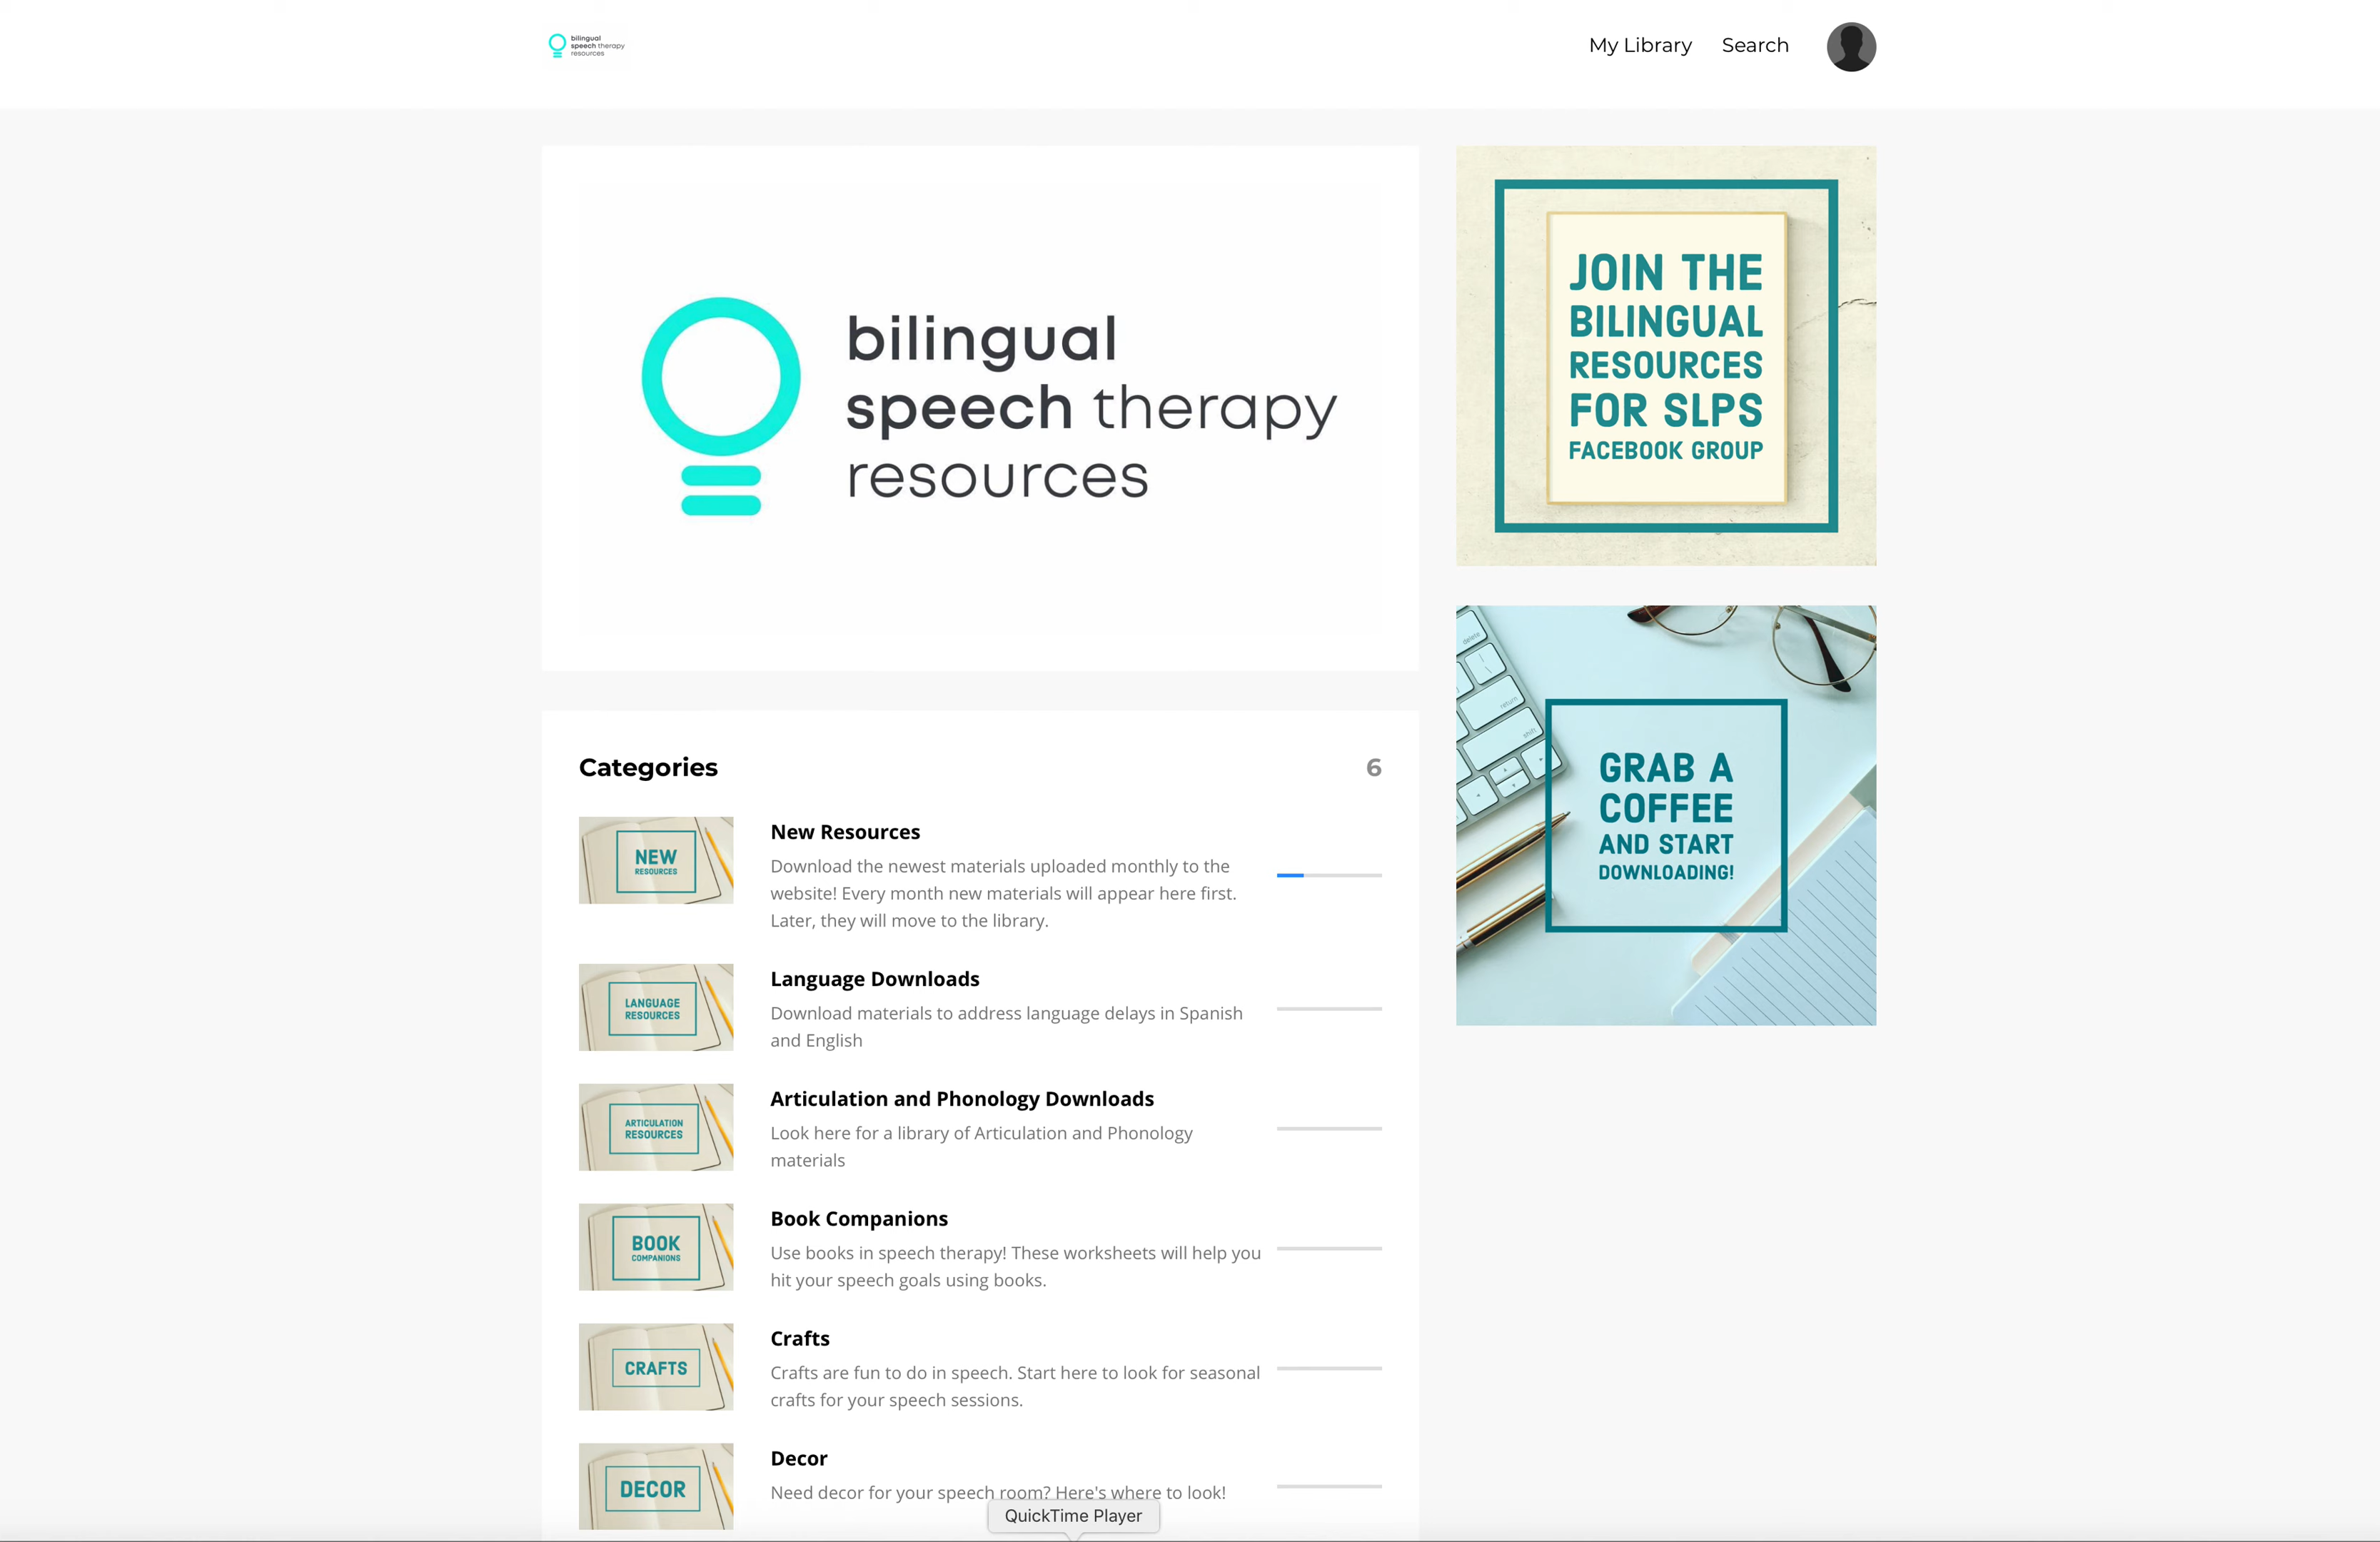 bilingual
speech therapy
resources
My Library
Search
bilingual
speech therapy
resources
JOIN THE
BILINGUAL
RESOURCES
FOR SLPS
FACEBOOK GROUP
delete
return
shift
GRAB A
COFFEE
AND START
DOWNLOADING!
Categories
6
NEW
RESOURCES
New Resources
Download the newest materials uploaded monthly to the
website! Every month new materials will appear here first.
Later, they will move to the library.
LANGUAGE
RESOURCES
Language Downloads
Download materials to address language delays in Spanish
and English
ARTICULATION
RESOURCES
Articulation and Phonology Downloads
Look here for a library of Articulation and Phonology
materials
BOOK
COMPANIONS
Book Companions
Use books in speech therapy! These worksheets will help you
hit your speech goals using books.
CRAFTS
Crafts
Crafts are fun to do in speech. Start here to look for seasonal
crafts for your speech sessions.
DECOR
Decor
Need decor for your speech room? Here's where to look!
QuickTime Player